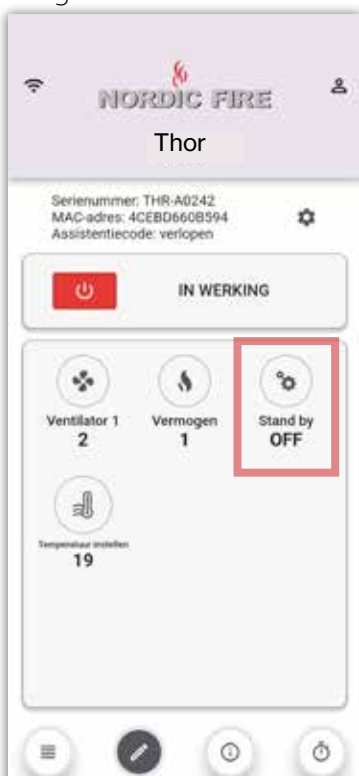 NORDIC FIRE
Thor
Serienummer: THR-A0242
MAC-adres: 4CEBD660B594
Assistentiecode: verlopen
IN WERKING
Ventilator 1
2
Vermogen
1
Stand by
OFF
Temperatuur instellen
19